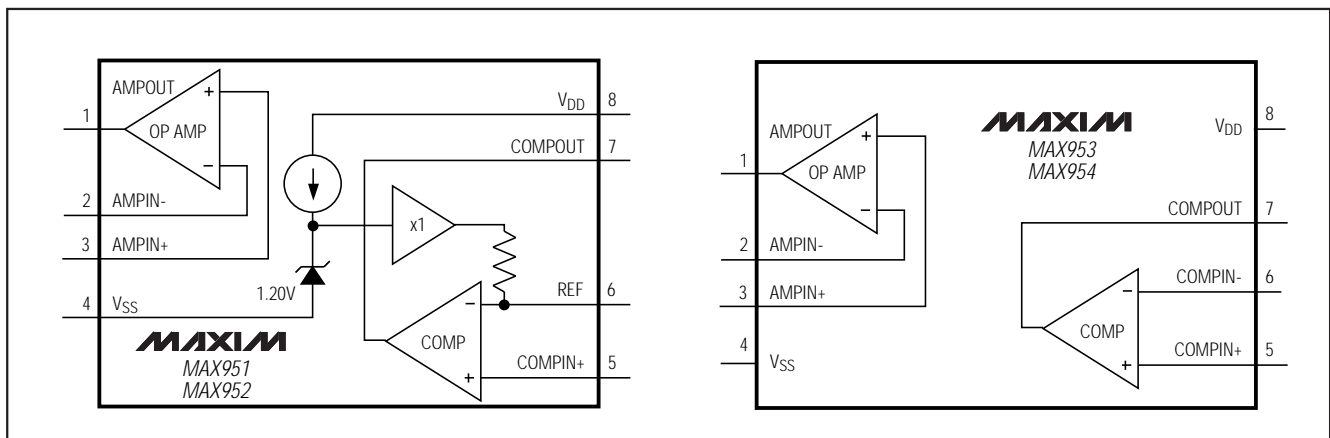 AMPOUT
+
1
OP AMP
−
2
AMPIN-
3
AMPIN+
1.20V
4
VSS
MAXIM
MAX951
MAX952
VDD
8
COMPOUT
7
x1
REF
6
−
COMP
+
COMPIN+
5
AMPOUT
+
1
OP AMP
−
2
AMPIN-
3
AMPIN+
4
VSS
MAXIM
MAX953
MAX954
VDD
8
COMPOUT
7
COMPIN-
6
−
COMP
+
COMPIN+
5